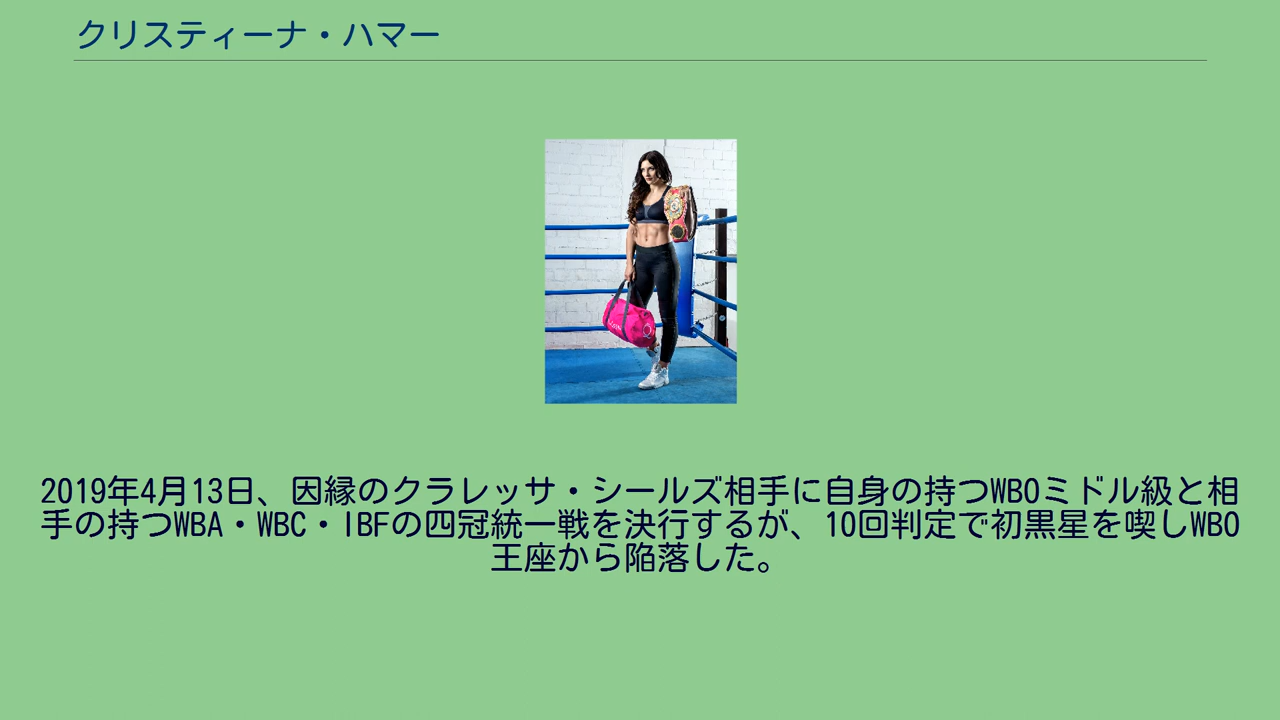 クリスティーナ・ハマー
2019年4月13日、因縁のクラレッサ・シールズ相手に自身の持つWBOミドル級と相
手の持つWBA・WBC・IBFの四冠統一戦を決行するが、10回判定で初黒星を喫しWBO
王座から陥落した。